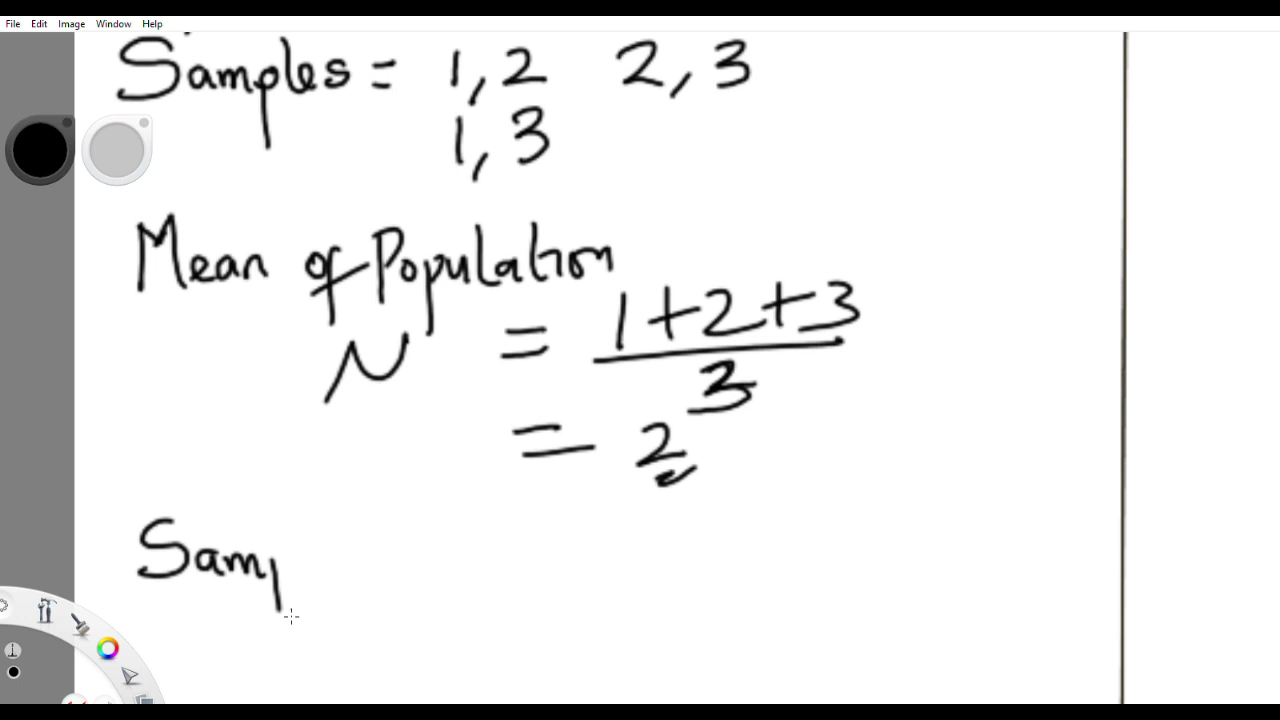 File Edit Image Window Help
Samples = 1,2 2,3
1,3
Mean of Population
= 1+2+3
3
= 2
Sam